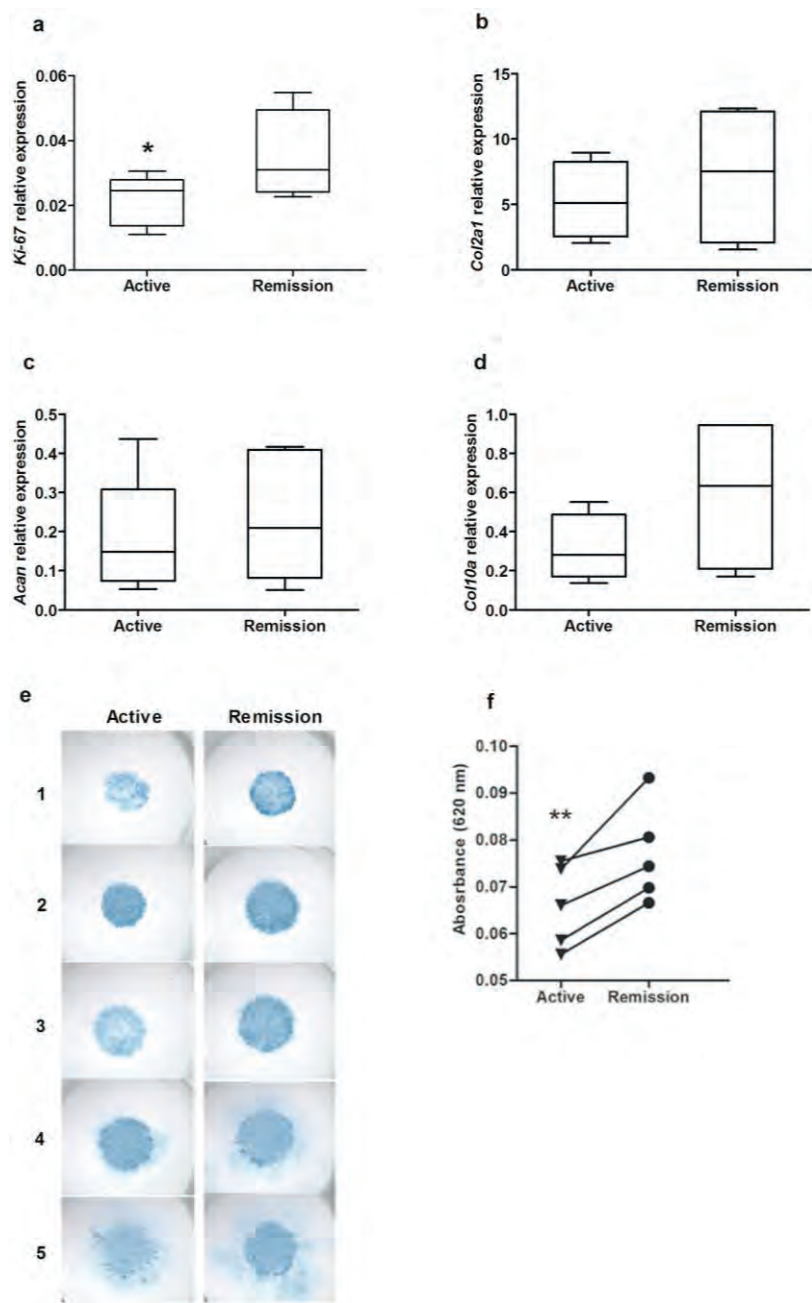 a
Ki-67 relative expression
0.06
0.04
0.02
0.00
*
Active Remission
b
Col2a1 relative expression
15
10
5
0
Active Remission
c
Acan relative expression
0.5
0.4
0.3
0.2
0.1
0.0
Active Remission
d
Col10a relative expression
1.0
0.8
0.6
0.4
0.2
0.0
Active Remission
e
Active Remission
1
2
3
4
5
f
Abosrbance (620 nm)
0.10
0.09
0.08
0.07
0.06
0.05
**
Active Remission